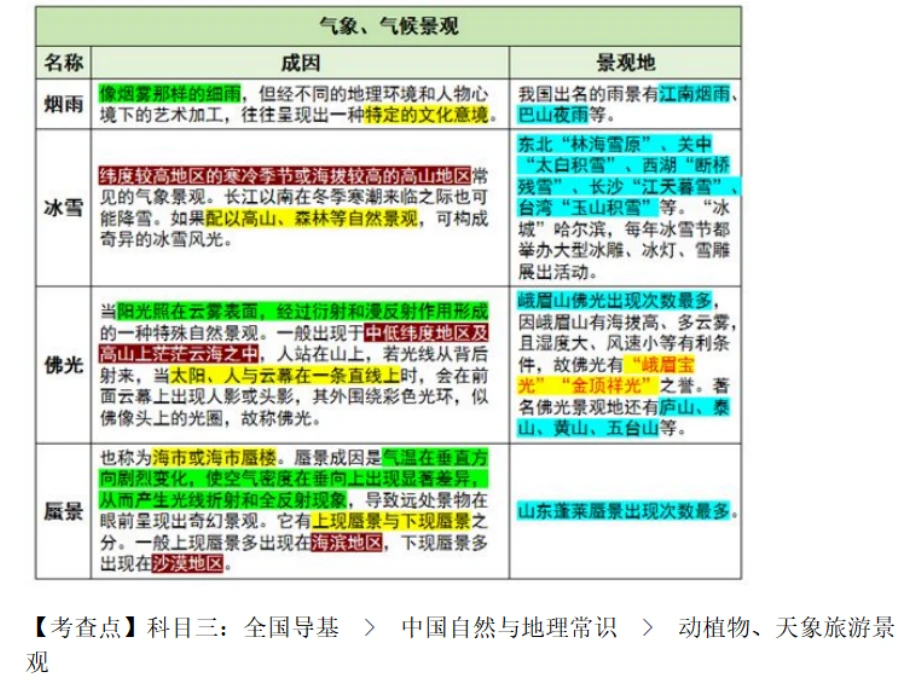 气象、气候景观
名称
成因
景观地
烟雨
像烟雾那样的细雨，但经不同的地理环境和人物心
境下的艺术加工，往往呈现出一种特定的文化意境。
我国出名的雨景有江南烟雨、
巴山夜雨等。
冰雪
纬度较高地区的寒冷季节或海拔较高的高山地区常
见的气象景观。长江以南在冬季寒潮来临之际也可
能降雪。如果配以高山、森林等自然景观，可构成
奇异的冰雪风光。
东北“林海雪原”、关中
“太白积雪”、西湖“断桥
残雪”、长沙“江天暮雪”、
台湾“玉山积雪”等。“冰
城”哈尔滨，每年冰雪节都
举办大型冰雕、冰灯、雪雕
展出活动。
佛光
当阳光照在云雾表面，经过衍射和漫反射作用形成
的一种特殊自然景观。一般出现于中低纬度地区及
高山上茫茫云海之中，人站在山上，若光线从背后
射来，当太阳、人与云幕在一条直线上时，会在前
面云幕上出现人影或头影，其外围绕彩色光环，似
佛像头上的光圈，故称佛光。
峨眉山佛光出现次数最多，
因峨眉山有海拔高、多云雾，
且湿度大、风速小等有利条
件，故佛光有“峨眉宝
光”“金顶祥光”之誉。著
名佛光景观地还有庐山、泰
山、黄山、五台山等。
蜃景
也称为海市或海市蜃楼。蜃景成因是气温在垂直方
向剧烈变化，使空气密度在垂向上出现显著差异，
从而产生光线折射和全反射现象，导致远处景物在
眼前呈现出奇幻景观。它有上现蜃景与下现蜃景之
分。一般上现蜃景多出现在海滨地区，下现蜃景多
出现在沙漠地区。
山东蓬莱蜃景出现次数最多。
【考查点】科目三：全国导基 > 中国自然与地理常识 > 动植物、天象旅游景
观